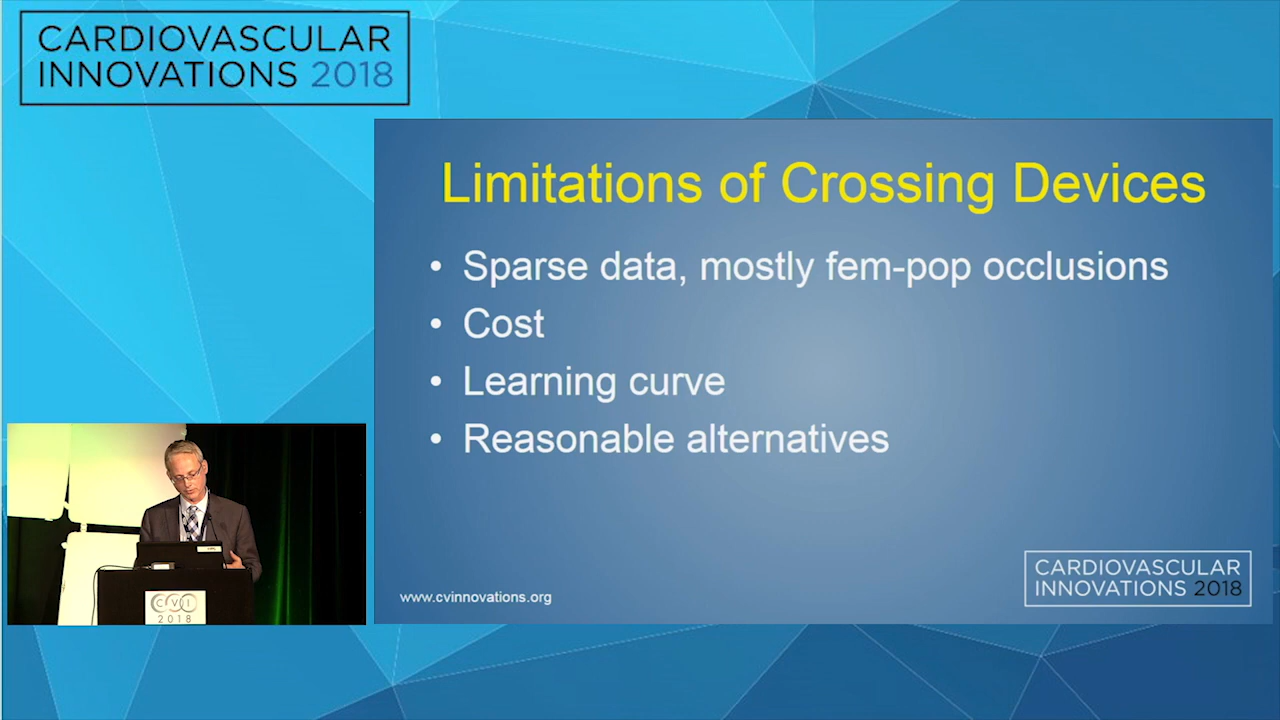 CARDIOVASCULAR
INNOVATIONS 2018
Limitations of Crossing Devices
• Sparse data, mostly fem-pop occlusions
• Cost
• Learning curve
• Reasonable alternatives
www.cvinnovations.org
CARDIOVASCULAR
INNOVATIONS 2018
CVI
2018